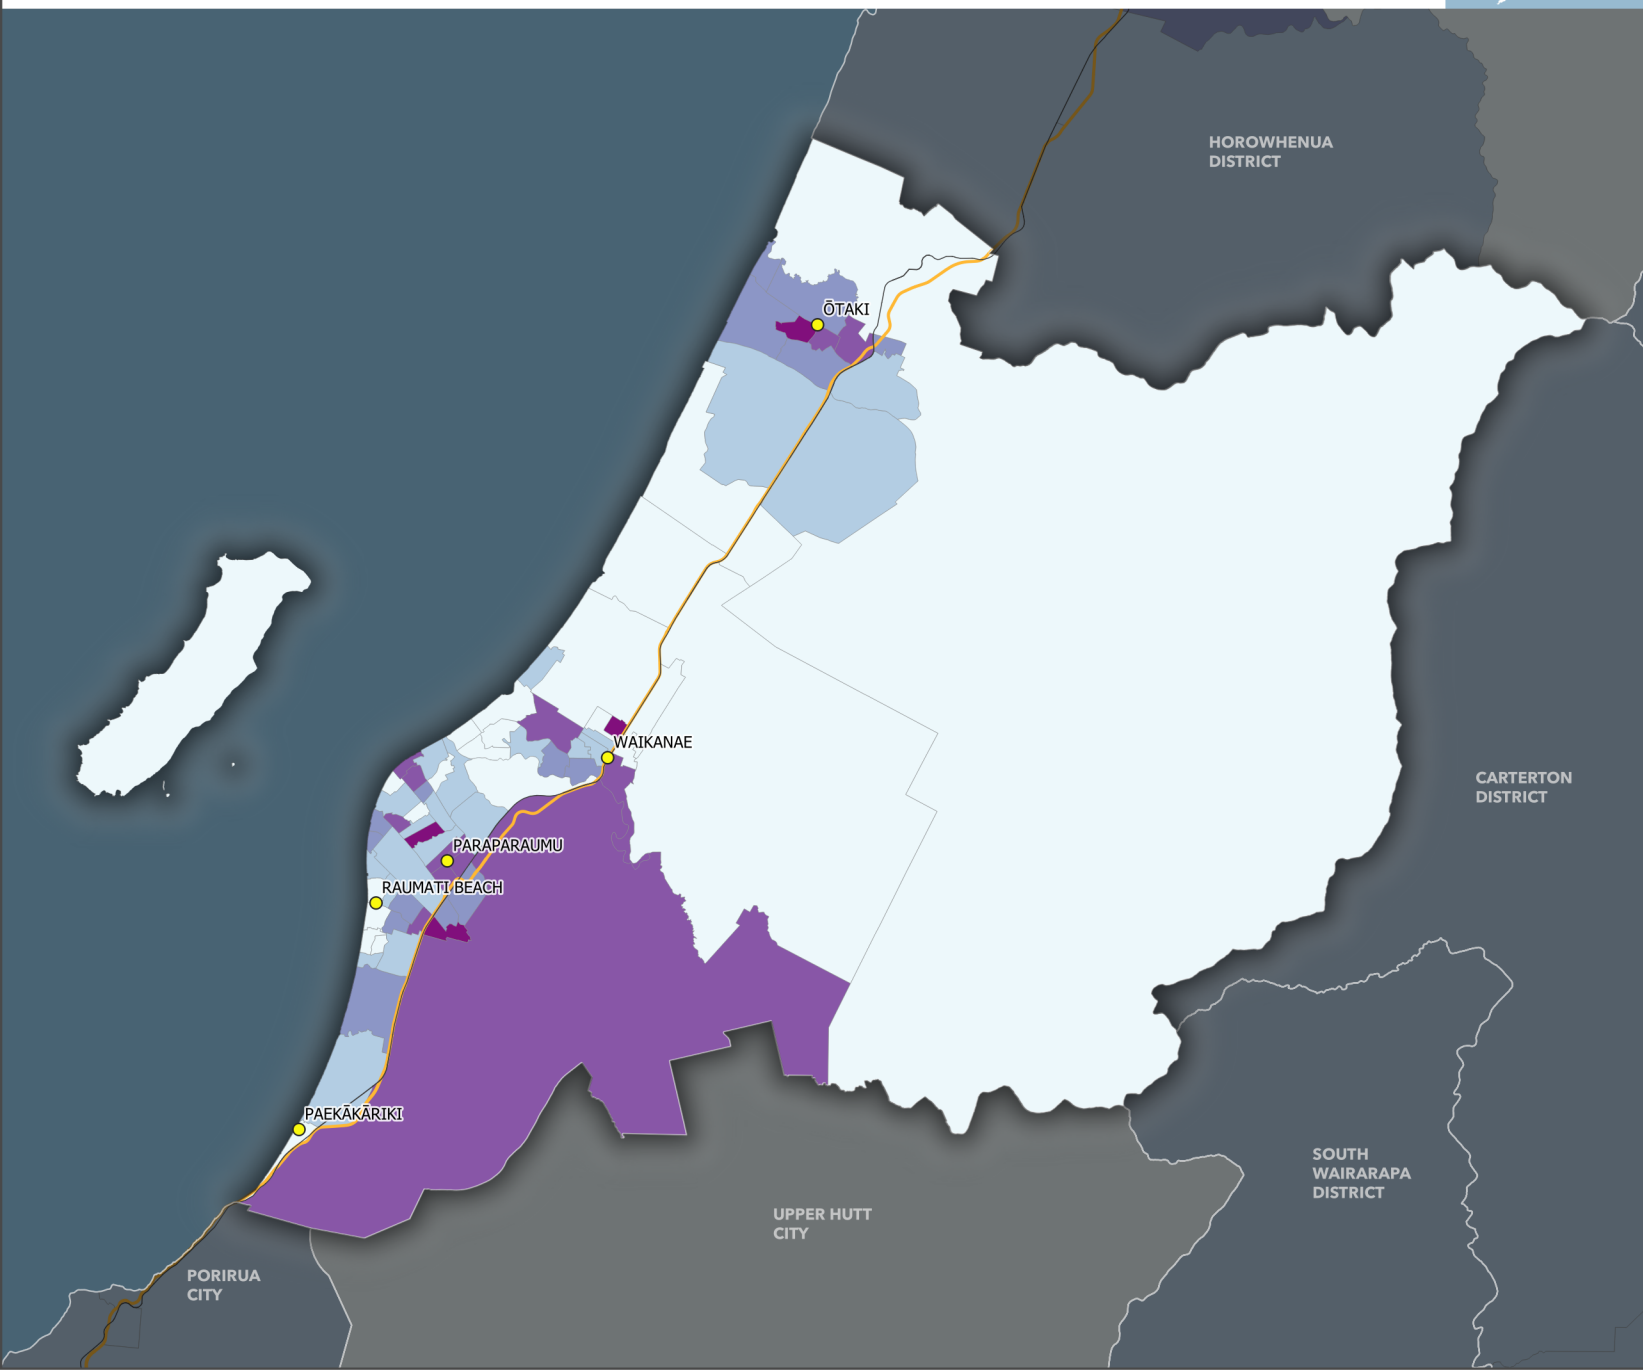 HOROWHENUA
DISTRICT
ŌTAKI
WAIKANAE
CARTERTON
DISTRICT
PARAPARAUMU
RAUMATI BEACH
PAEKĀKĀRIKI
SOUTH
WAIRARAPA
DISTRICT
UPPER HUTT
CITY
PORIRUA
CITY